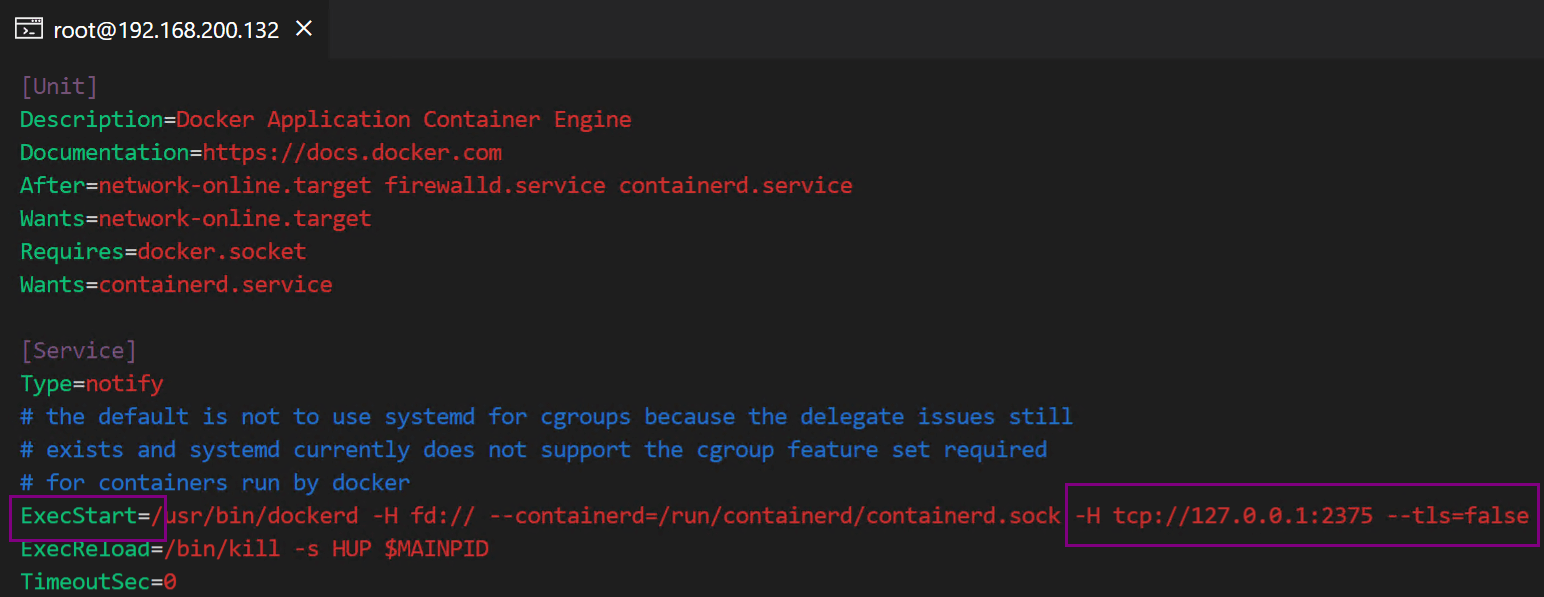 root@192.168.200.132
[Unit]
Description=Docker Application Container Engine
Documentation=https://docs.docker.com
After=network-online.target firewalld.service containerd.service
Wants=network-online.target
Requires=docker.socket
Wants=containerd.service
[Service]
Type=notify
# the default is not to use systemd for cgroups because the delegate issues still
# exists and systemd currently does not support the cgroup feature set required
# for containers run by docker
ExecStart=/usr/bin/dockerd -H fd:// --containerd=/run/containerd/containerd.sock -H tcp://127.0.0.1:2375 --tls=false
ExecReload=/bin/kill -s HUP $MAINPID
TimeoutSec=0